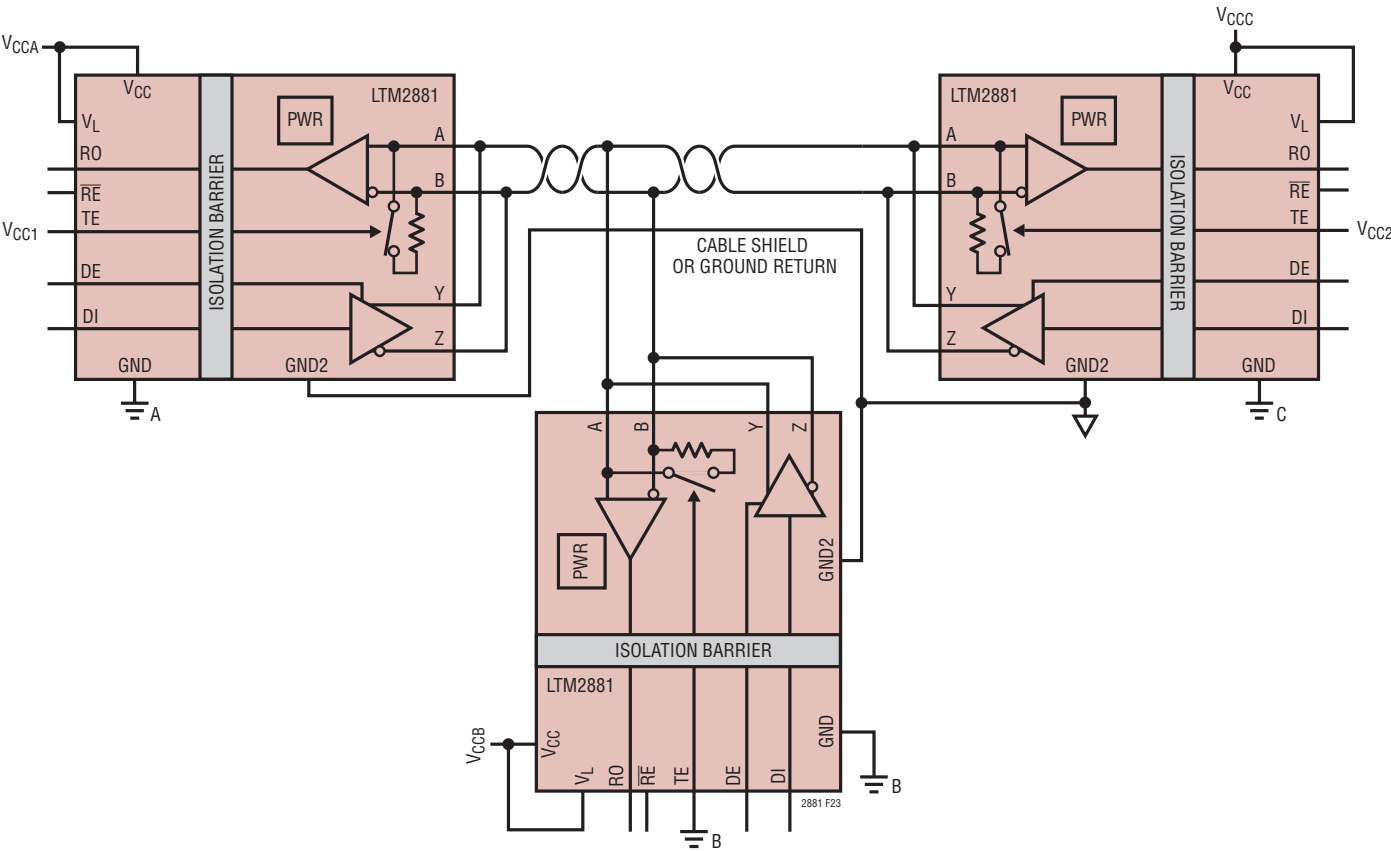 VCCA
VCC
LTM2881
PWR
VL
RO
RE
TE
VCC1
DE
DI
GND
GND2
A
ISOLATION BARRIER
A
B
Y
Z
CABLE SHIELD
OR GROUND RETURN
VCCC
VCC
LTM2881
PWR
A
B
Y
Z
GND2
ISOLATION BARRIER
VL
RO
RE
TE
VCC2
DE
DI
GND
C
A
B
Y
Z
PWR
GND2
ISOLATION BARRIER
LTM2881
VCCB
VCC
VL
RO
RE
TE
DE
DI
GND
B
B
2881 F23